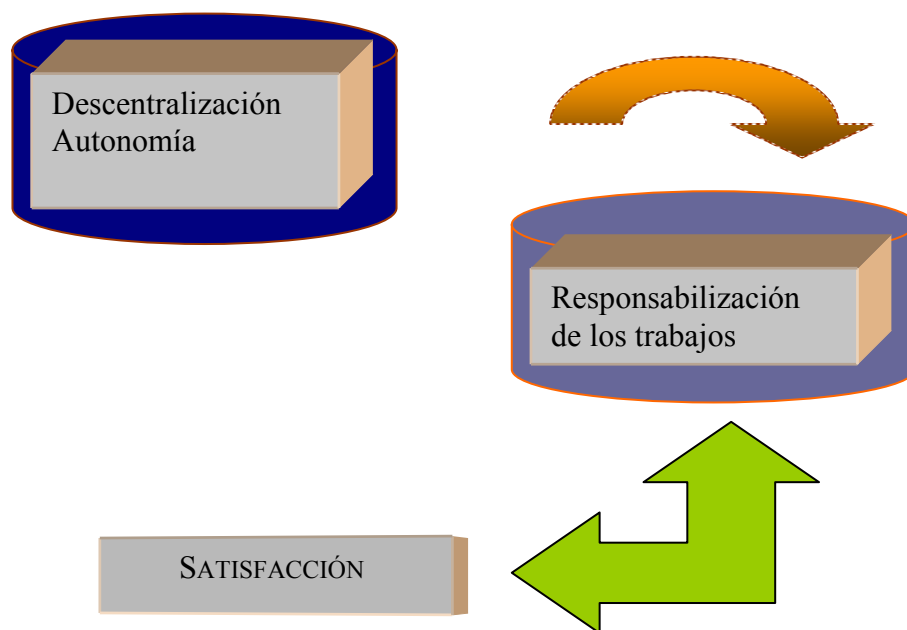 Descentralización
Autonomía
Responsabilización
de los trabajos
SATISFACCIÓN